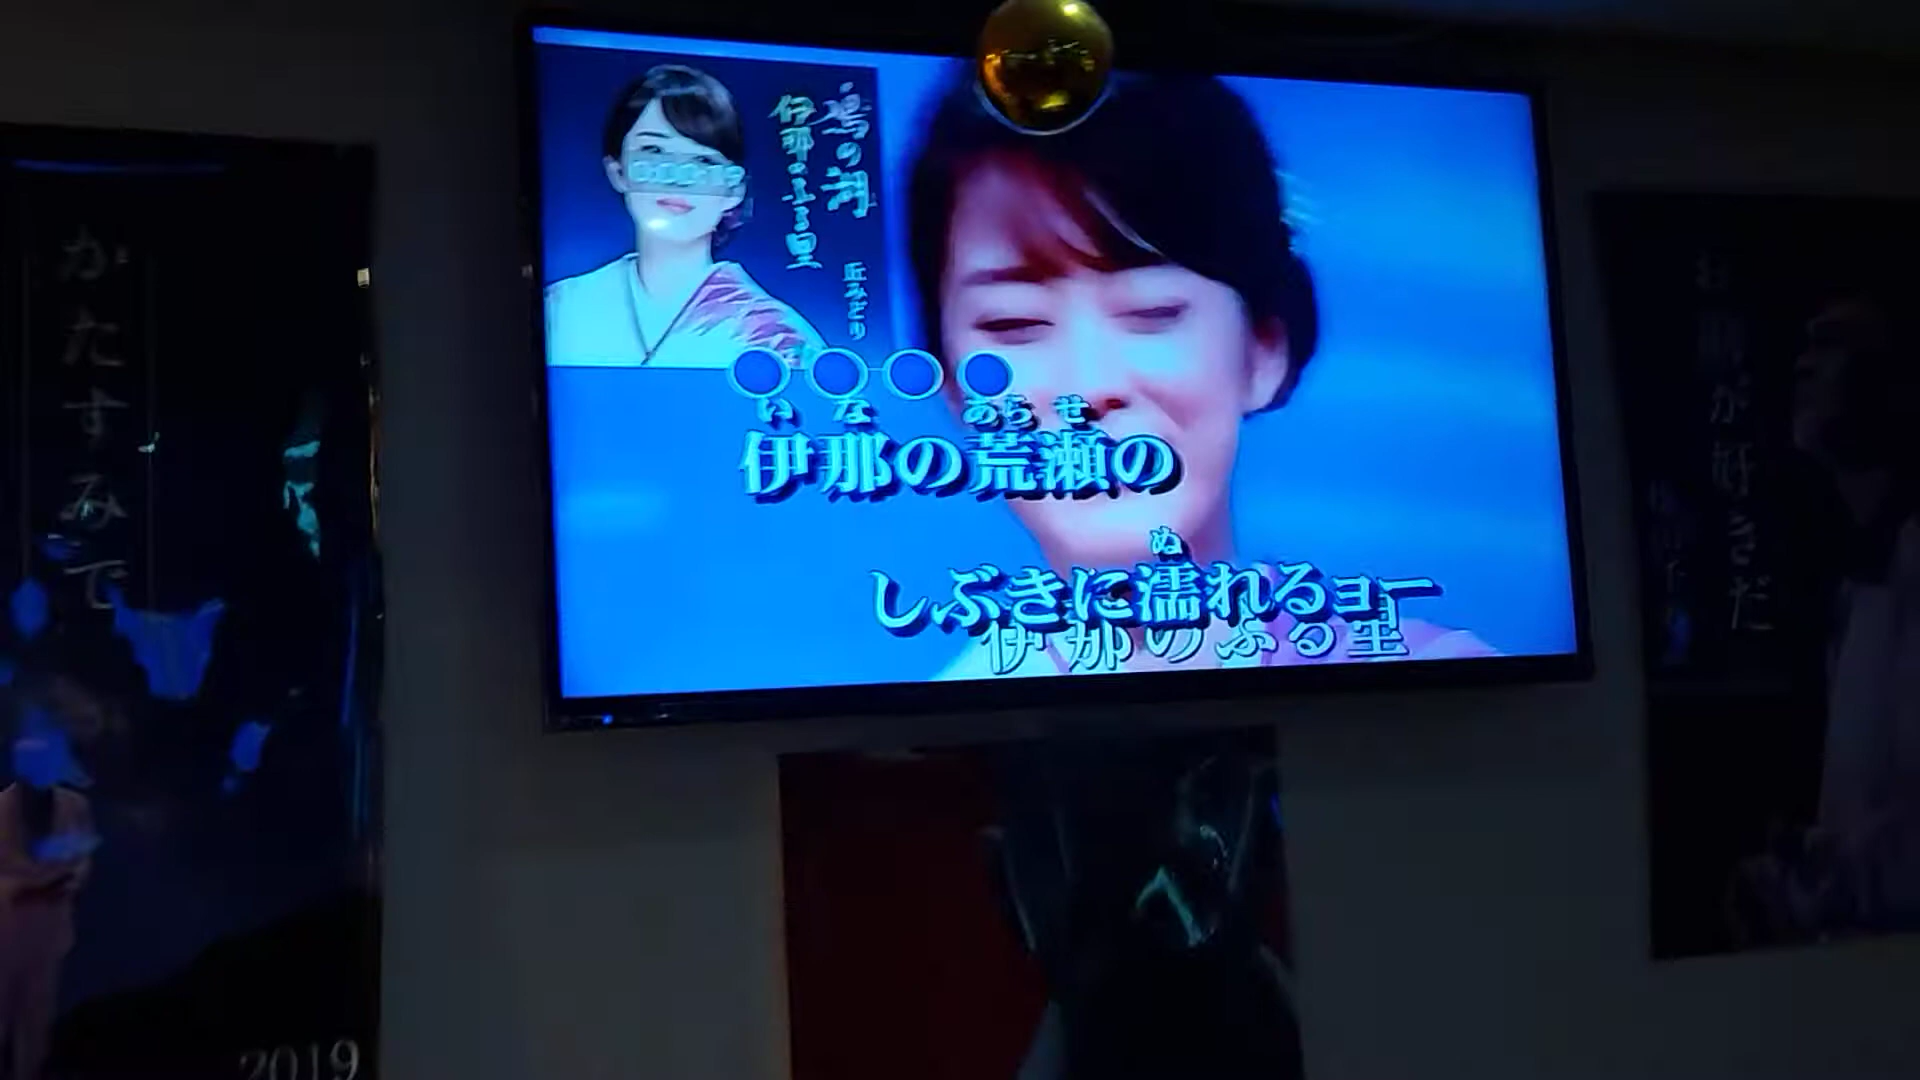 かたすみで
2019
鳰の湖
伊那のふる里
丘みどり
い な あら せ
伊那の荒瀬の
ぬ
しぶきに濡れるョー
伊那のふる里
が好きだ